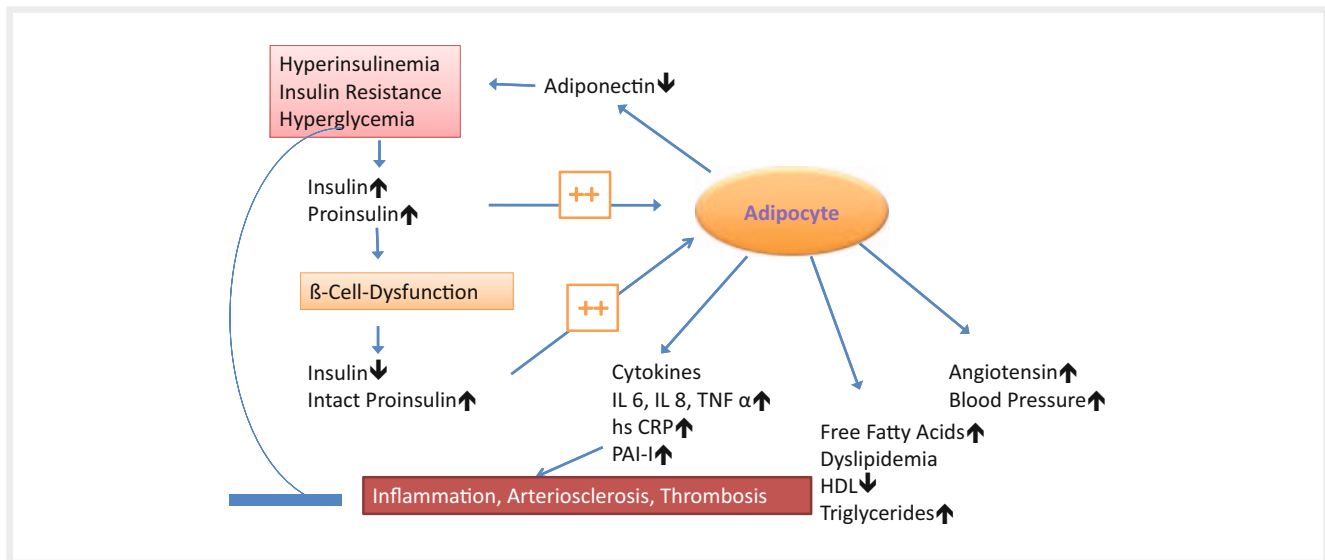 Hyperinsulinemia
Insulin Resistance
Hyperglycemia
Adiponectin🡇
Insulin🡅
Proinsulin🡅
++
Adipocyte
ß-Cell-Dysfunction
++
Insulin🡇
Intact Proinsulin🡅
Cytokines
IL 6, IL 8, TNF α🡅
hs CRP🡅
PAI-I🡅
Angiotensin🡅
Blood Pressure🡅
Free Fatty Acids🡅
Dyslipidemia
HDL🡇
Triglycerides🡅
Inflammation, Arteriosclerosis, Thrombosis